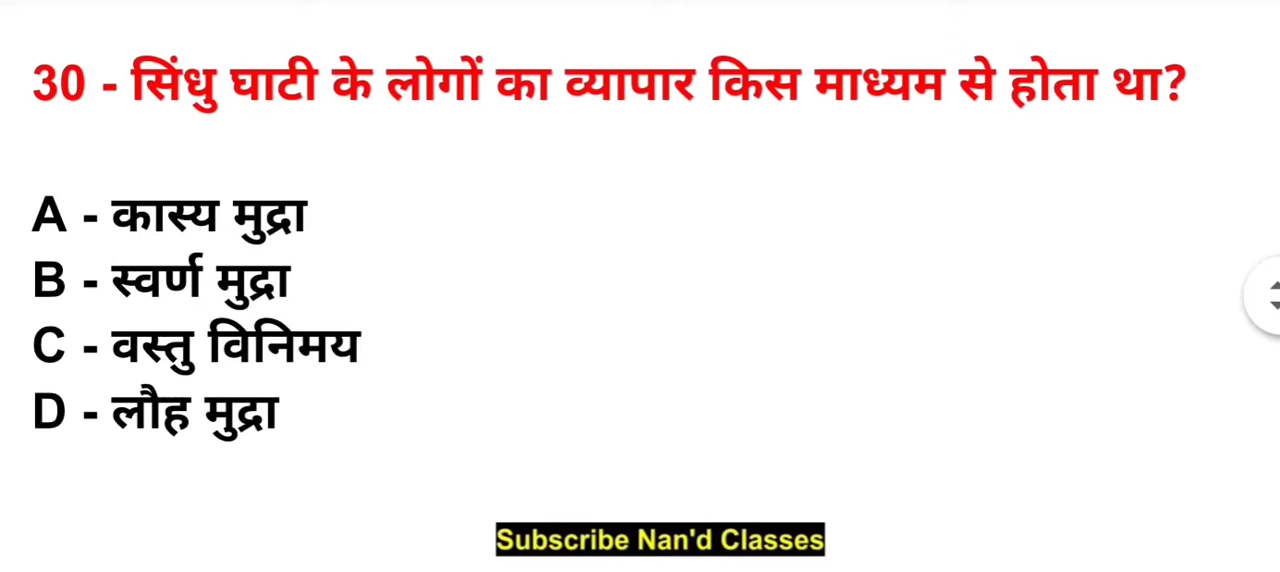 30 - सिंधु घाटी के लोगों का व्यापार किस माध्यम से होता था?
A - कास्य मुद्रा
B - स्वर्ण मुद्रा
C - वस्तु विनिमय
D - लौह मुद्रा
Subscribe Nan'd Classes